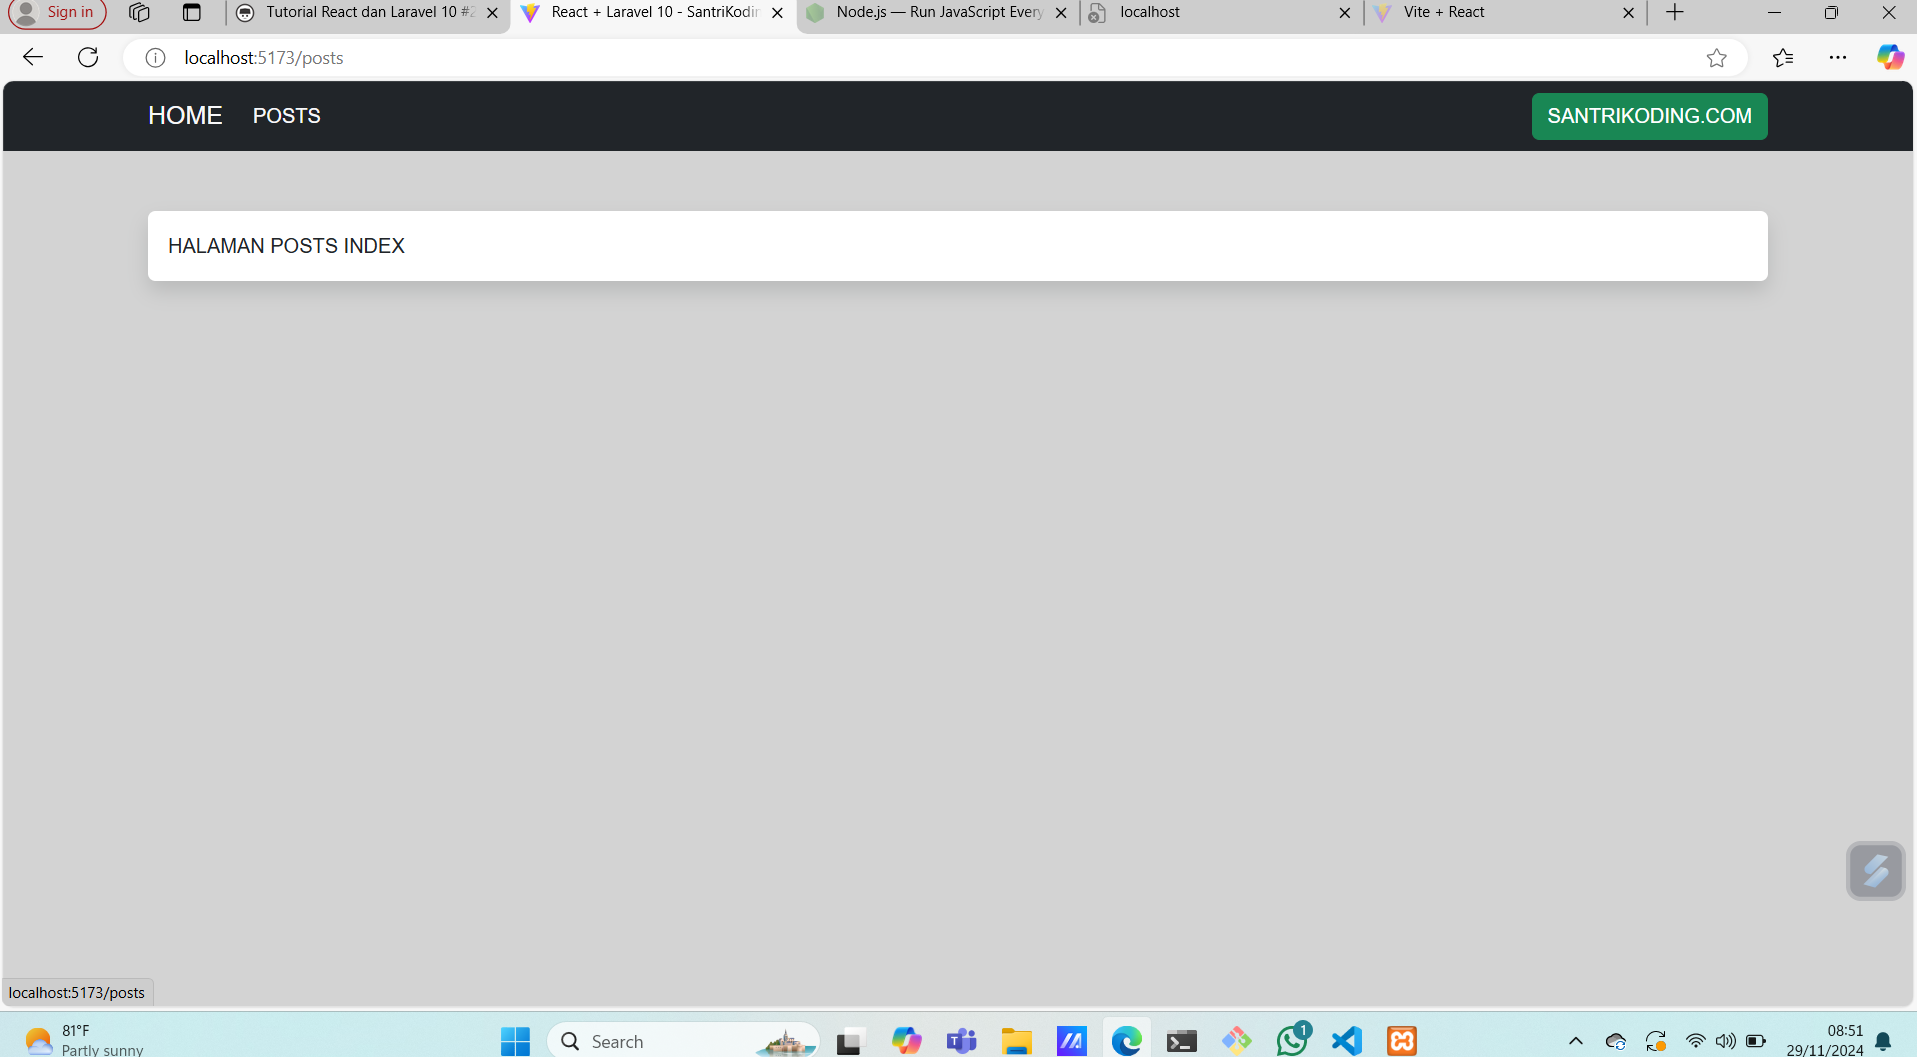 Sign in
Tutorial React dan Laravel 10 #2
React + Laravel 10 - SantriKodin
Node.js — Run JavaScript Every
localhost
Vite + React
localhost:5173/posts
HOME
POSTS
SANTRIKODING.COM
HALAMAN POSTS INDEX
localhost:5173/posts
81°F
Partly sunny
Search
1
08:51
29/11/2024